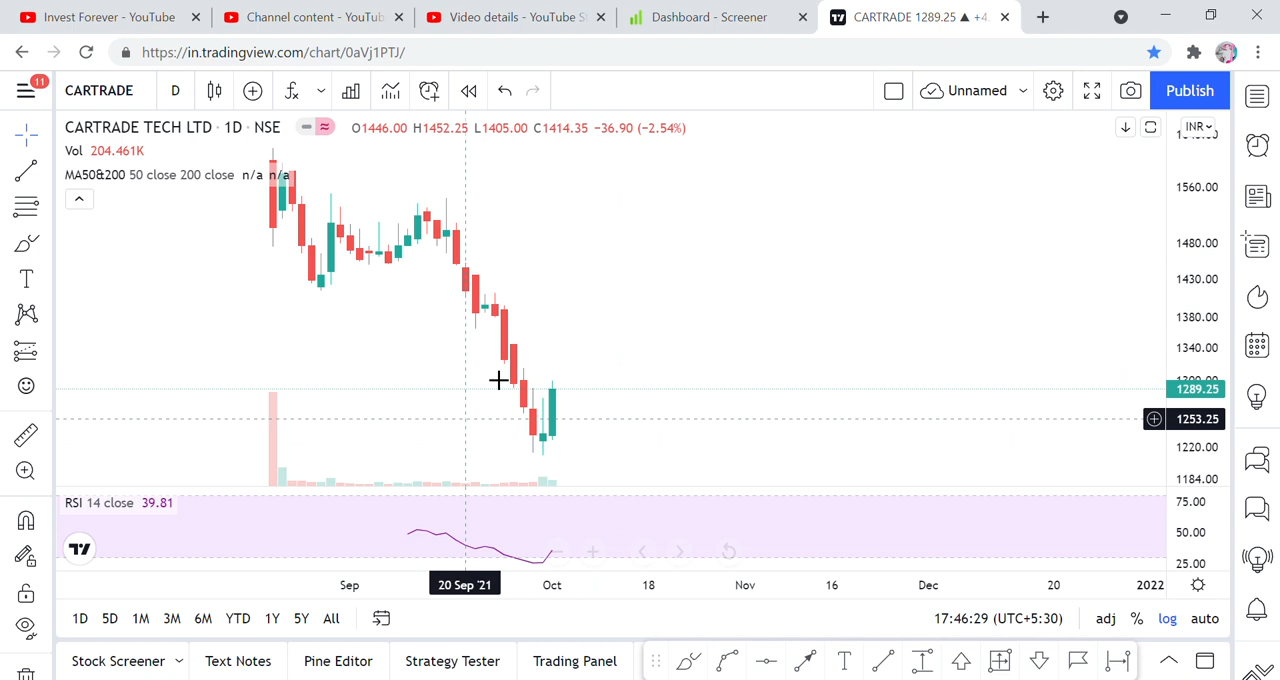 Invest Forever - YouTube
Channel content - YouTub
Video details - YouTube S
Dashboard - Screener
CARTRADE 1289.25 ▲ +4.
https://in.tradingview.com/chart/0aVj1PTJ/
11
CARTRADE
D
Unnamed
Publish
CARTRADE TECH LTD · 1D · NSE
O1446.00 H1452.25 L1405.00 C1414.35 −36.90 (−2.54%)
INR
Vol 204.461K
MA50&200 50 close 200 close n/a n/a
1560.00
1480.00
1430.00
1380.00
1340.00
1289.25
1253.25
1220.00
1184.00
RSI 14 close 39.81
75.00
50.00
25.00
Sep
20 Sep '21
Oct
18
Nov
16
Dec
20
2022
1D 5D 1M 3M 6M YTD 1Y 5Y All
17:46:29 (UTC+5:30)
adj % log auto
Stock Screener
Text Notes
Pine Editor
Strategy Tester
Trading Panel